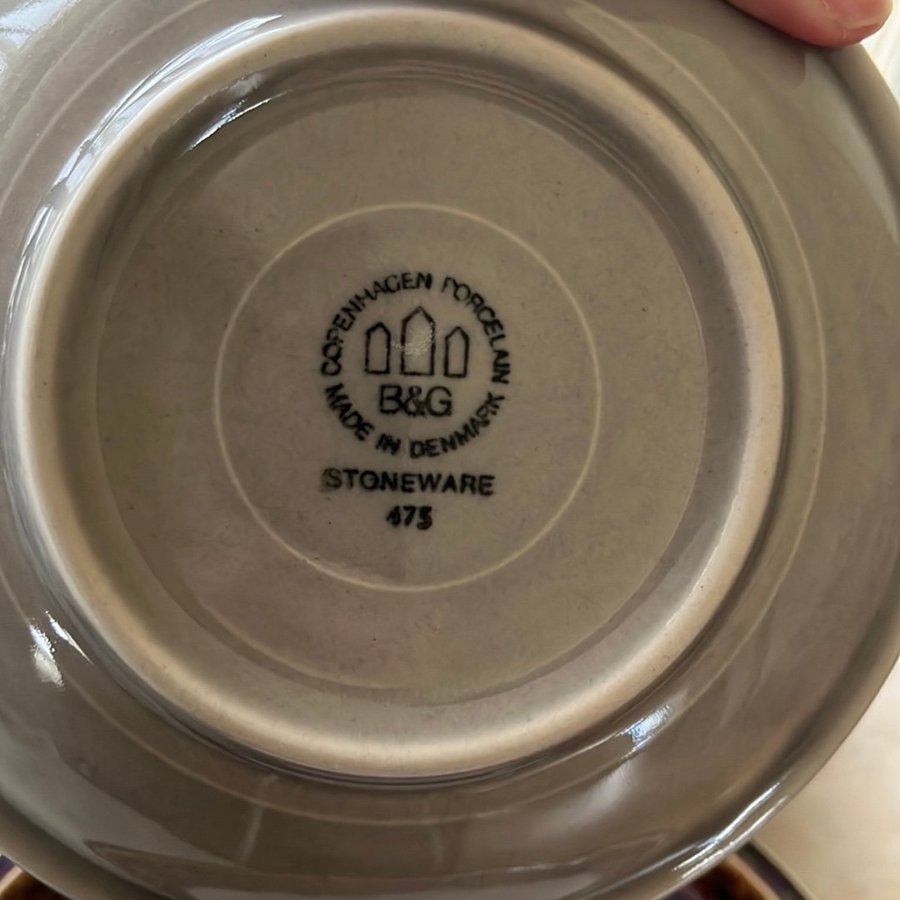 COPENHAGEN PORCELAIN
B&G
MADE IN DENMARK
STONEWARE
475